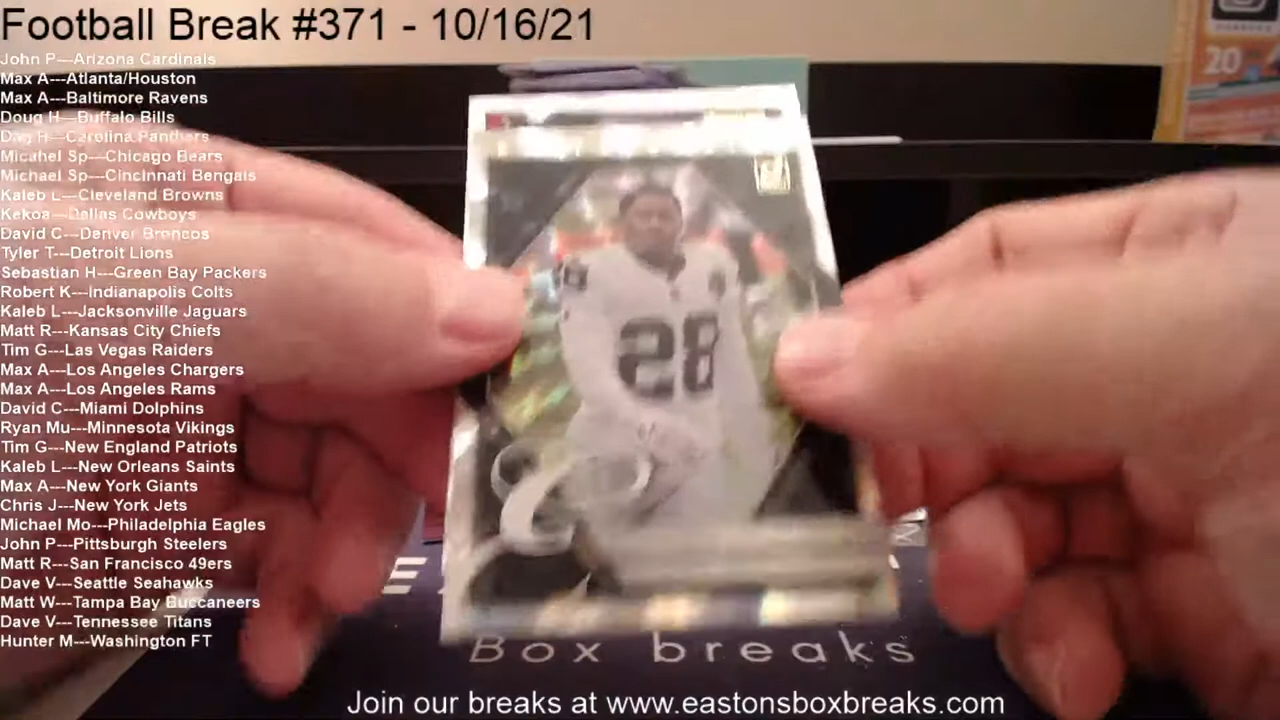 Football Break #371 - 10/16/21
John P---Arizona Cardinals
Max A---Atlanta/Houston
Max A---Baltimore Ravens
Doug H---Buffalo Bills
Dan R---Carolina Panthers
Micahel Sp---Chicago Bears
Michael Sp---Cincinnati Bengals
Kaleb L---Cleveland Browns
Kekoa---Dallas Cowboys
David C---Denver Broncos
Tyler T---Detroit Lions
Sebastian H---Green Bay Packers
Robert K---Indianapolis Colts
Kaleb L---Jacksonville Jaguars
Matt R---Kansas City Chiefs
Tim G---Las Vegas Raiders
Max A---Los Angeles Chargers
Max A---Los Angeles Rams
David C---Miami Dolphins
Ryan Mu---Minnesota Vikings
Tim G---New England Patriots
Kaleb L---New Orleans Saints
Max A---New York Giants
Chris J---New York Jets
Michael Mo---Philadelphia Eagles
John P---Pittsburgh Steelers
Matt R---San Francisco 49ers
Dave V---Seattle Seahawks
Matt W---Tampa Bay Buccaneers
Dave V---Tennessee Titans
Hunter M---Washington FT
20
28
28
Box breaks
Join our breaks at www.eastonsboxbreaks.com